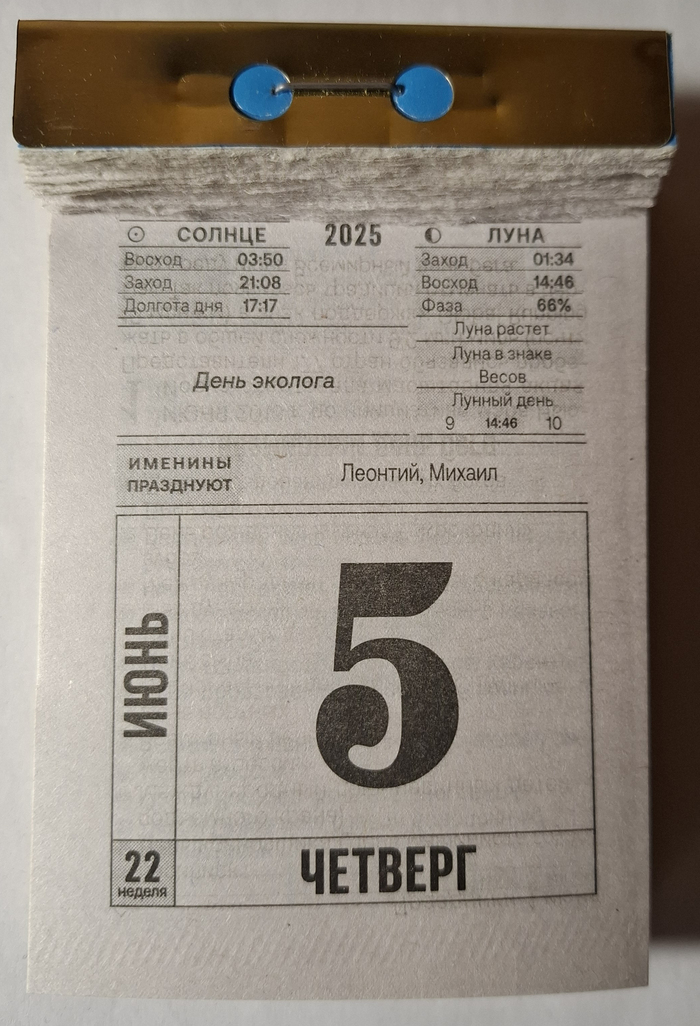 СОЛНЦЕ 2025 ЛУНА
Восход 03:50
Заход 21:08
Долгота дня 17:17
Заход 01:34
Восход 14:46
Фаза 66%
Луна растет
Луна в знаке
Весов
Лунный день
9 14:46 10
День эколога
ИМЕНИНЫ
ПРАЗДНУЮТ
Леонтий, Михаил
ИЮНЬ
5
22
неделя
ЧЕТВЕРГ